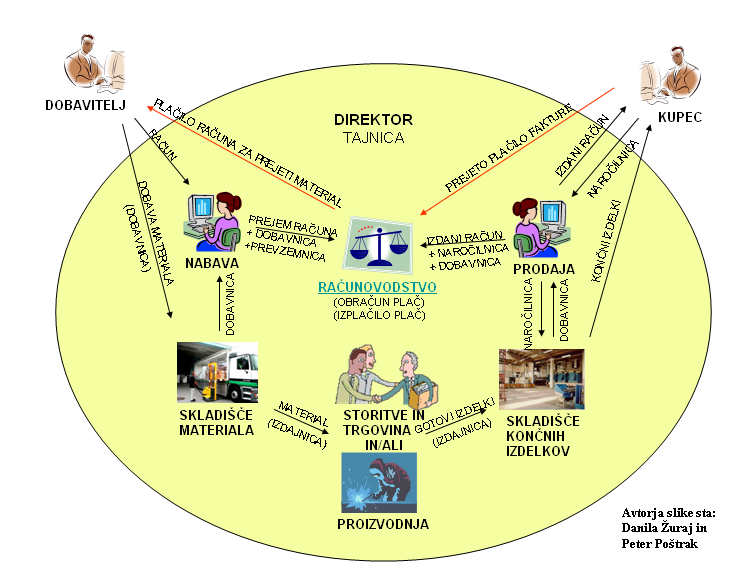 DOBAVITELJ
DIREKTOR
TAJNICA
KUPEC
PLAČILO RAČUNA ZA PREJETI MATERIAL
PREJETO PLAČILO FAKTURE
RAČUN
IZDANI RAČUN
NAROČILNICA
DOBAVA MATERIALA
(DOBAVNICA)
KONČNI IZDELKI
NABAVA
PREJEM RAČUNA
+ DOBAVNICA
+PREVZEMNICA
IZDANI RAČUN
+ NAROČILNICA
+ DOBAVNICA
PRODAJA
RAČUNOVODSTVO
(OBRAČUN PLAČ)
(IZPLAČILO PLAČ)
DOBAVNICA
NAROČILNICA
DOBAVNICA
SKLADIŠČE
MATERIALA
MATERIAL
(IZDAJNICA)
STORITVE IN
TRGOVINA
IN/ALI
GOTOVI IZDELKI
(IZDAJNICA)
SKLADIŠČE
KONČNIH
IZDELKOV
PROIZVODNJA
Avtorja slike sta:
Danila Žuraj in
Peter Poštrak